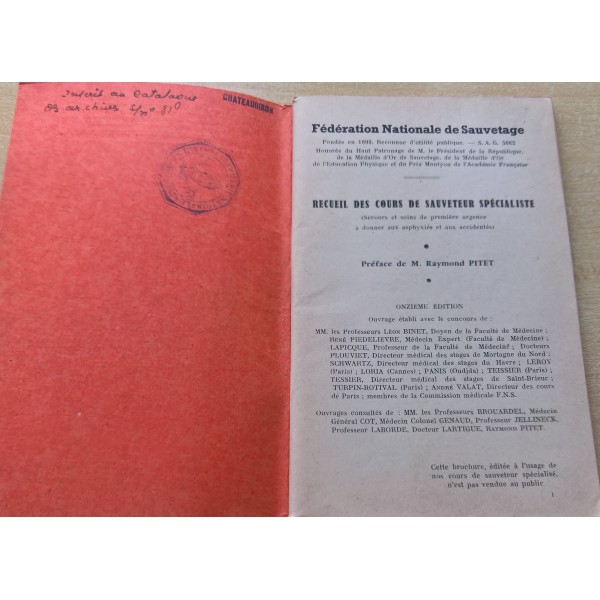 Inscrit au Catalogue
des archives s/n° 81
CHATEAUGIRON
Fédération Nationale de Sauvetage
Fondée en 1899. Reconnue d'utilité publique. — S. A. G. 5002
Honorée du Haut Patronage de M. le Président de la République,
de la Médaille d'Or de Sauvetage, de la Médaille d'Or
de l'Education Physique et du Prix Montyon de l'Académie Française
RECUEIL DES COURS DE SAUVETEUR SPÉCIALISTE
(Secours et soins de première urgence
à donner aux asphyxiés et aux accidentés)
Préface de M. Raymond PITET
ONZIÈME ÉDITION
Ouvrage établi avec le concours de :
MM. les Professeurs LÉON BINET, Doyen de la Faculté de Médecine ;
RENÉ PIEDELIEVRE, Médecin Expert (Faculté de Médecine) ;
LAPICQUE, Professeur de la Faculté de Médecine ; Docteurs
PLOUVIET, Directeur médical des stages de Mortagne du Nord ;
SCHWARTZ, Directeur médical des stages du Havre ; LEROY
(Paris) ; LORIA (Cannes) ; PANIS (Oudjda) ; TEISSIER (Paris) ;
TESSIER, Directeur médical des stages de Saint-Brieuc ;
TURPIN-ROTIVAL (Paris) ; ANDRÉ VALAT, Directeur des cours
de Paris ; membres de la Commission médicale F.N.S.
Ouvrages consultés de : MM. les Professeurs BROUARDEL, Médecin
Général COT, Médecin Colonel GENAUD, Professeur JELLINECK,
Professeur LABORDE, Docteur LARTIGUE, RAYMOND PITET.
Cette brochure, éditée à l'usage de
nos cours de sauveteur spécialisé,
n'est pas vendue au public
1